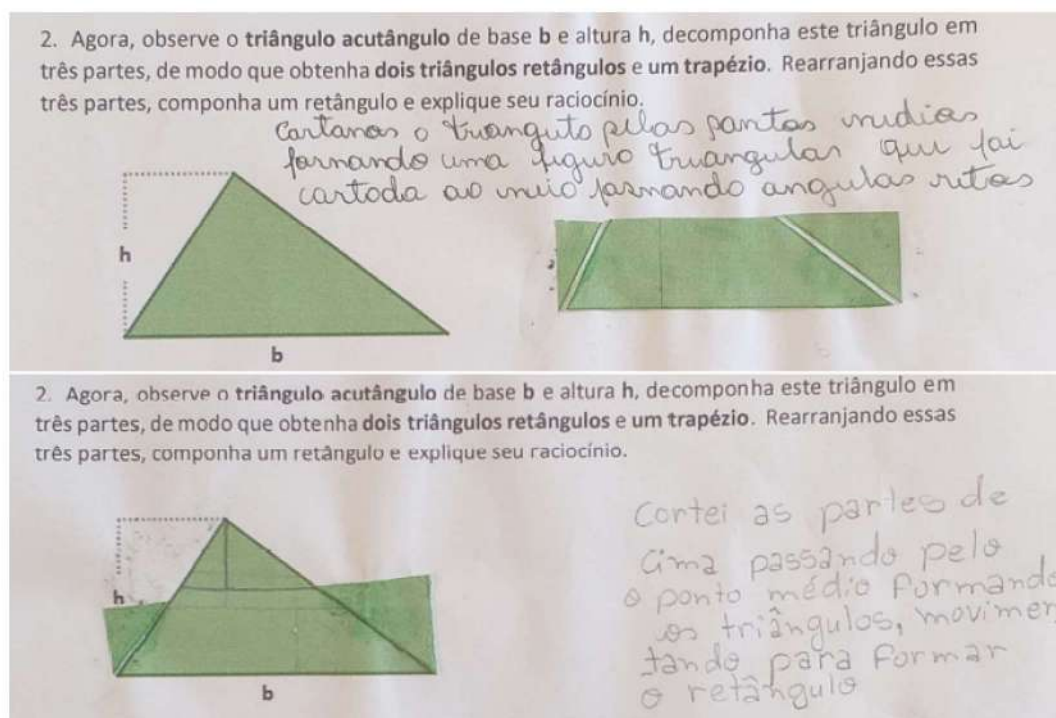 2. Agora, observe o triângulo acutângulo de base b e altura h, decomponha este triângulo em
três partes, de modo que obtenha dois triângulos retângulos e um trapézio. Rearranjando essas
três partes, componha um retângulo e explique seu raciocínio.
Cortanos o trianguto pelos pontos medios
formando uma figura triangular que foi
cortada ao meio formando angulos retos
h
b
2. Agora, observe o triângulo acutângulo de base b e altura h, decomponha este triângulo em
três partes, de modo que obtenha dois triângulos retângulos e um trapézio. Rearranjando essas
três partes, componha um retângulo e explique seu raciocínio.
Cortei as partes de
cima passando pelo
o ponto médio formando
os triângulos, movimen
tando para formar
o retângulo
h
b